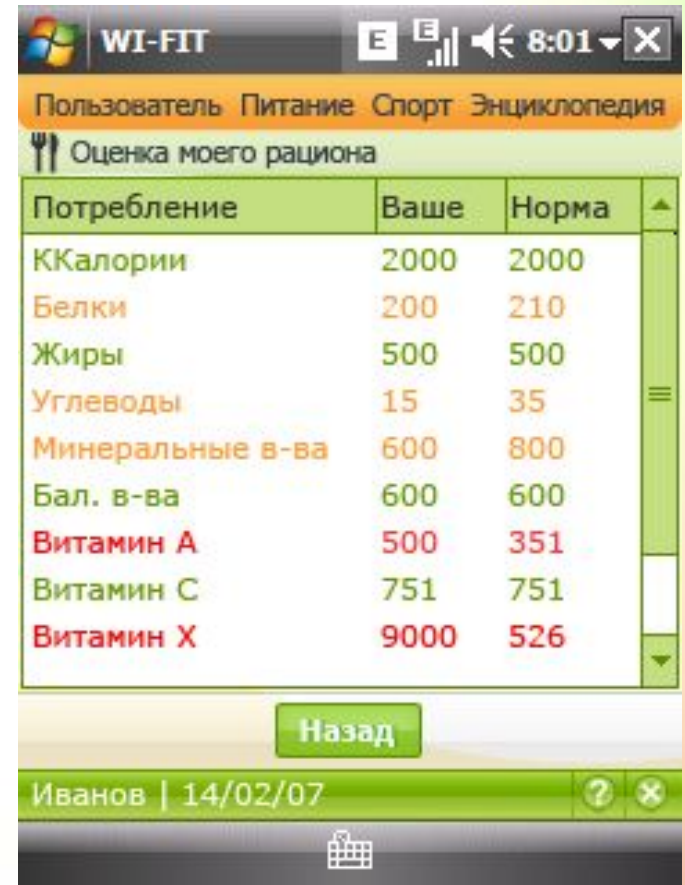 WI-FIT E E 8:01
Пользователь Питание Спорт Энциклопедия
Оценка моего рациона
Потребление Ваше Норма
ККалории 2000 2000
Белки 200 210
Жиры 500 500
Углеводы 15 35
Минеральные в-ва 600 800
Бал. в-ва 600 600
Витамин А 500 351
Витамин С 751 751
Витамин Х 9000 526
Назад
Иванов | 14/02/07 ?